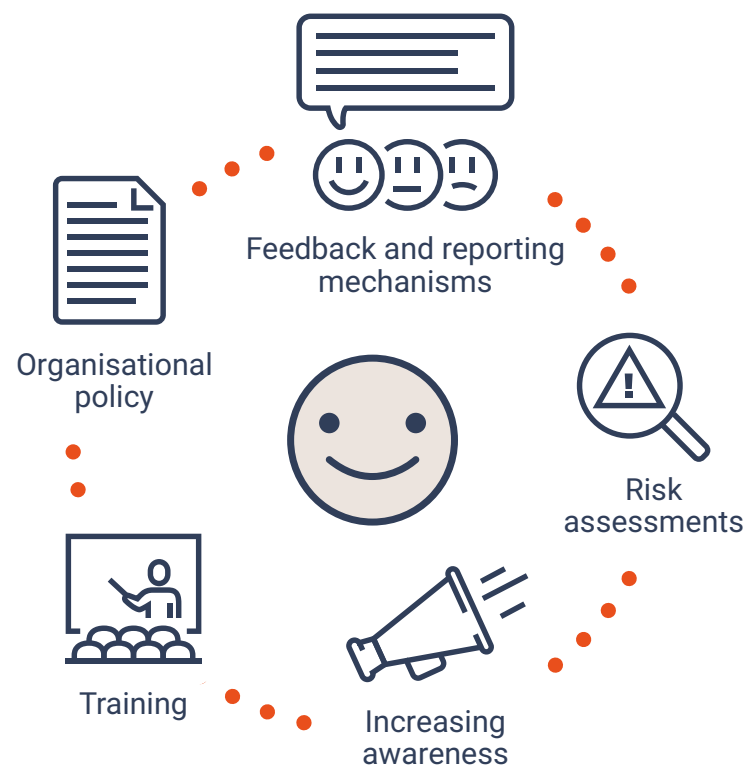 Feedback and reporting
mechanisms
Organisational
policy
Risk
assessments
Training
Increasing
awareness